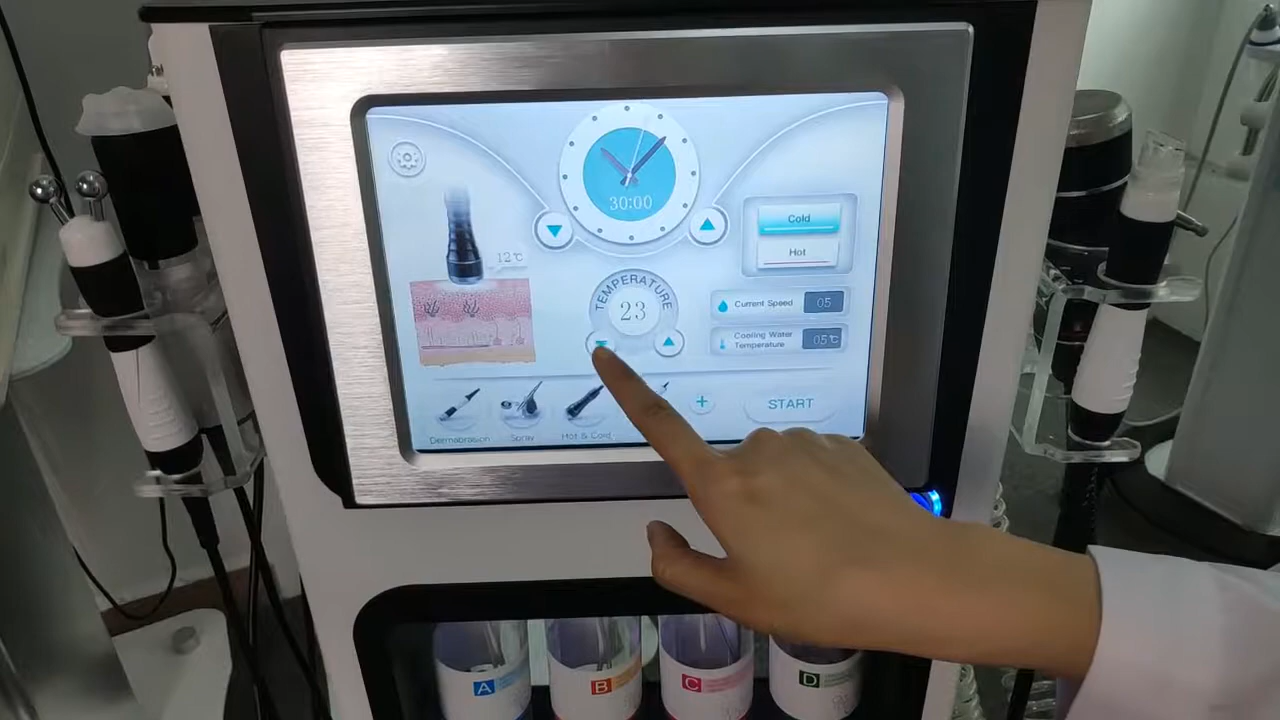 30:00
Cold
Hot
12℃
TEMPERATURE
23
Current Speed 05
Cooling Water
Temperature 05℃
START
Dermabrasion Spray Hot & Cold
A
B
C
D